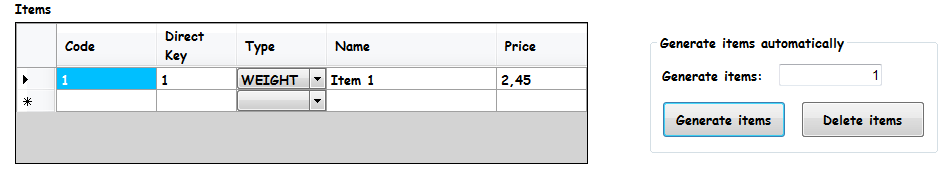 Items
Code Direct Key Type Name Price
1 1 WEIGHT Item 1 2,45
Generate items automatically
Generate items: 1
Generate items Delete items